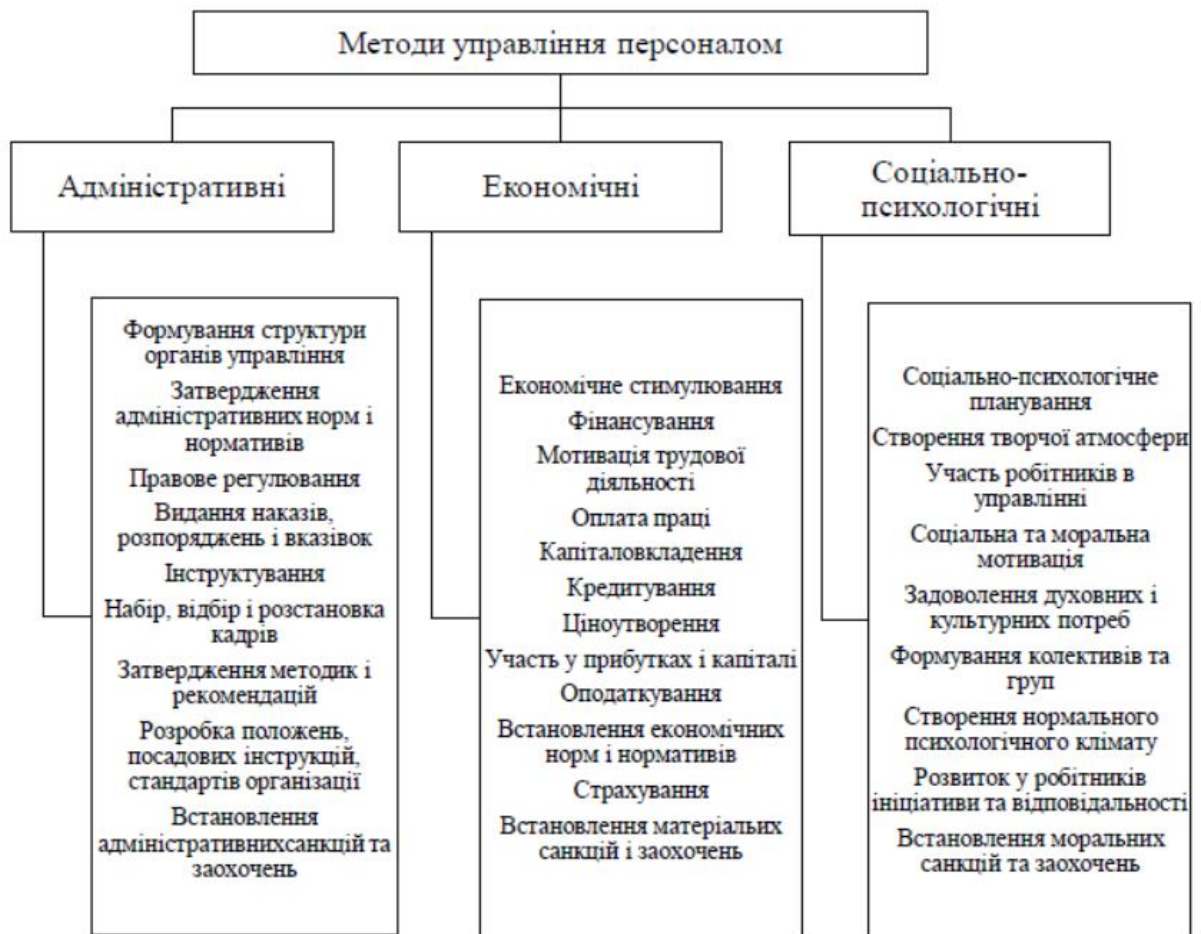 Методи управління персоналом
Адміністративні
Економічні
Соціально-
психологічні
Формування структури
органів управління
Затвердження
адміністративних норм і
нормативів
Правове регулювання
Видання наказів,
розпоряджень і вказівок
Інструктування
Набір, відбір і розстановка
кадрів
Затвердження методик і
рекомендацій
Розробка положень,
посадових інструкцій,
стандартів організації
Встановлення
адміністративнихсанкцій та
заохочень
Економічне стимулювання
Фінансування
Мотивація трудової
діяльності
Оплата праці
Капіталовкладення
Кредитування
Ціноутворення
Участь у прибутках і капіталі
Оподаткування
Встановлення економічних
норм і нормативів
Страхування
Встановлення матеріальих
санкцій і заохочень
Соціально-психологічне
планування
Створення творчої атмосфери
Участь робітників в
управлінні
Соціальна та моральна
мотивація
Задоволення духовних і
культурних потреб
Формування колективів та
груп
Створення нормального
психологічного клімату
Розвиток у робітників
ініціативи та відповідальності
Встановлення моральних
санкцій та заохочень